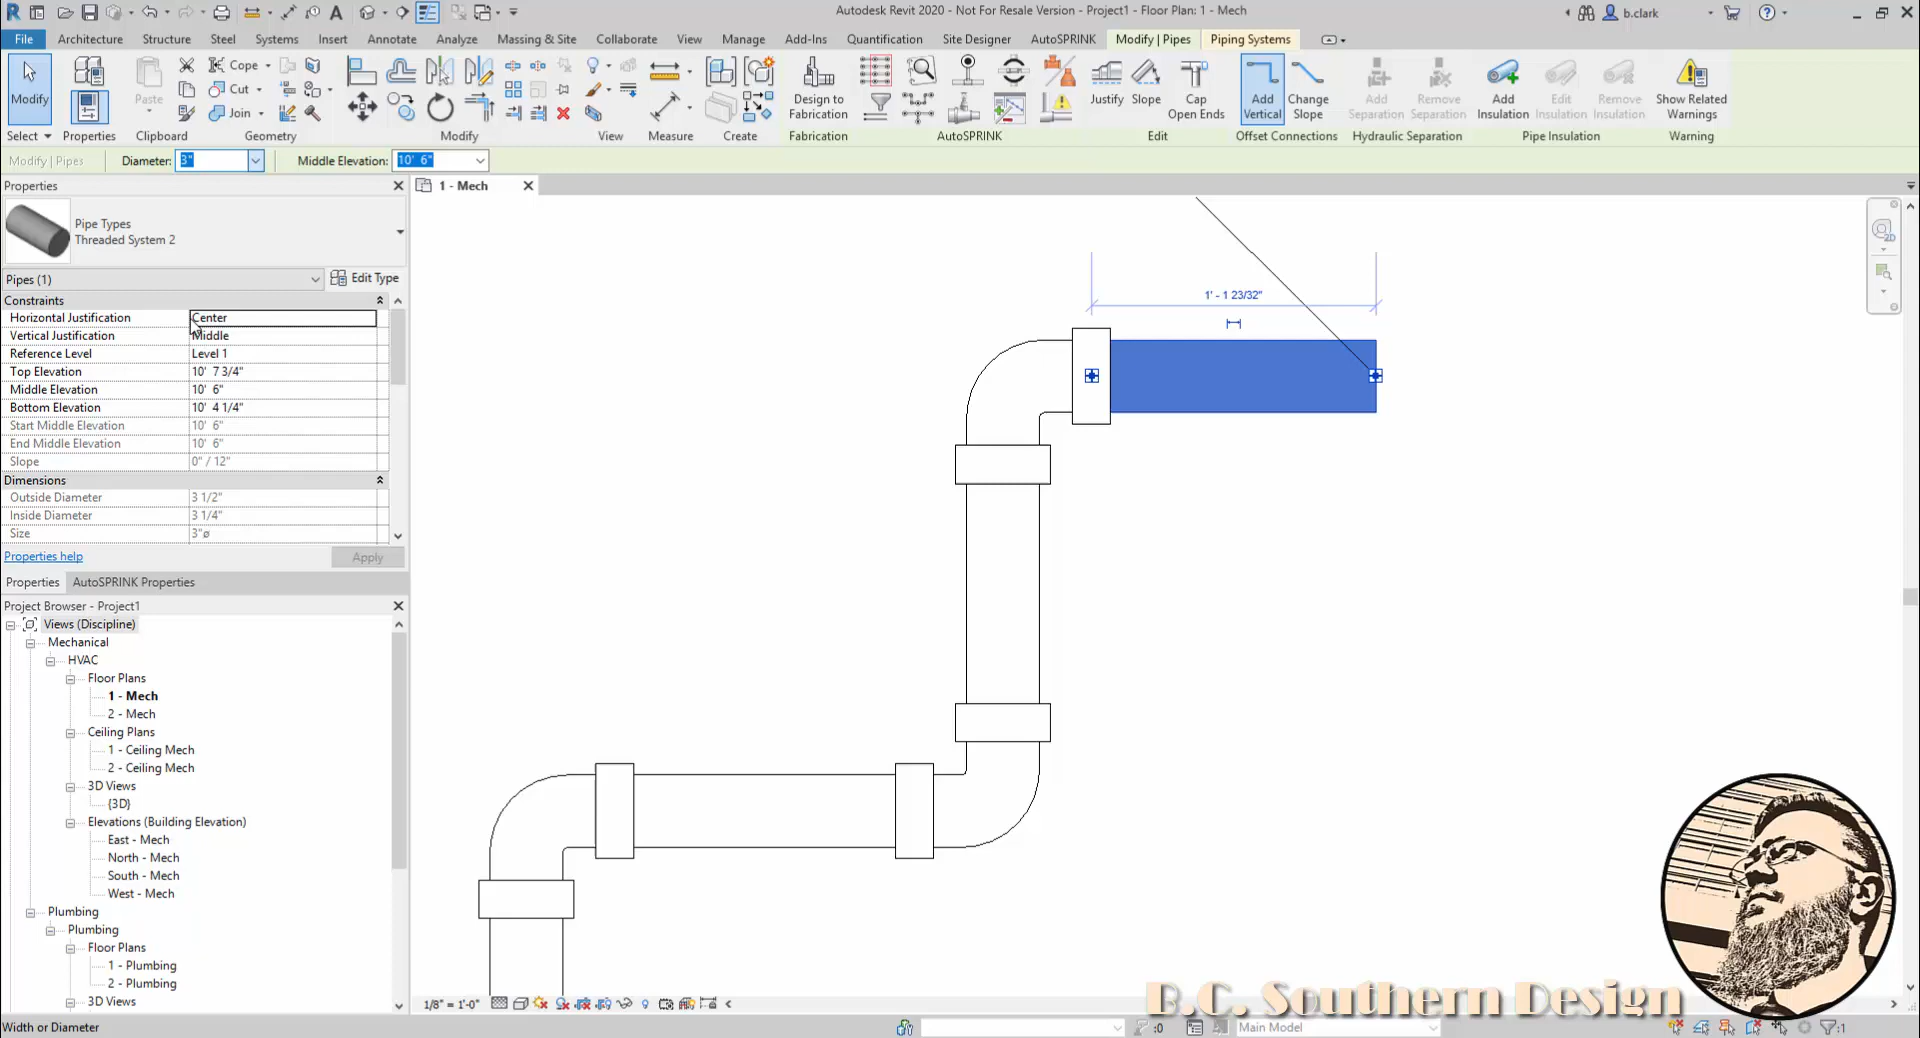 Autodesk Revit 2020 - Not For Resale Version - Project1 - Floor Plan: 1 - Mech
b.clark
File Architecture Structure Steel Systems Insert Annotate Analyze Massing & Site Collaborate View Manage Add-Ins Quantification Site Designer AutoSPRINK Modify | Pipes Piping Systems
Modify
Paste
Cope
Cut
Join
Design to
Fabrication
Justify
Slope
Cap
Open Ends
Add
Vertical
Change
Slope
Add
Separation
Remove
Separation
Add
Insulation
Edit
Insulation
Remove
Insulation
Show Related
Warnings
Select Properties Clipboard Geometry Modify View Measure Create Fabrication AutoSPRINK Edit Offset Connections Hydraulic Separation Pipe Insulation Warning
Modify | Pipes Diameter: 3" Middle Elevation: 10' 6"
Properties
1 - Mech
Pipe Types
Threaded System 2
Pipes (1) Edit Type
Constraints
Horizontal Justification Center
Vertical Justification Middle
Reference Level Level 1
Top Elevation 10' 7 3/4"
Middle Elevation 10' 6"
Bottom Elevation 10' 4 1/4"
Start Middle Elevation 10' 6"
End Middle Elevation 10' 6"
Slope 0" / 12"
Dimensions
Outside Diameter 3 1/2"
Inside Diameter 3 1/4"
Size 3"ø
Properties help Apply
Properties AutoSPRINK Properties
Project Browser - Project1
Views (Discipline)
Mechanical
HVAC
Floor Plans
1 - Mech
2 - Mech
Ceiling Plans
1 - Ceiling Mech
2 - Ceiling Mech
3D Views
{3D}
Elevations (Building Elevation)
East - Mech
North - Mech
South - Mech
West - Mech
Plumbing
Plumbing
Floor Plans
1 - Plumbing
2 - Plumbing
3D Views
1' - 1 23/32"
2D
B.C. Southern Design
1/8" = 1'-0"
Width or Diameter
:0
Main Model
:1